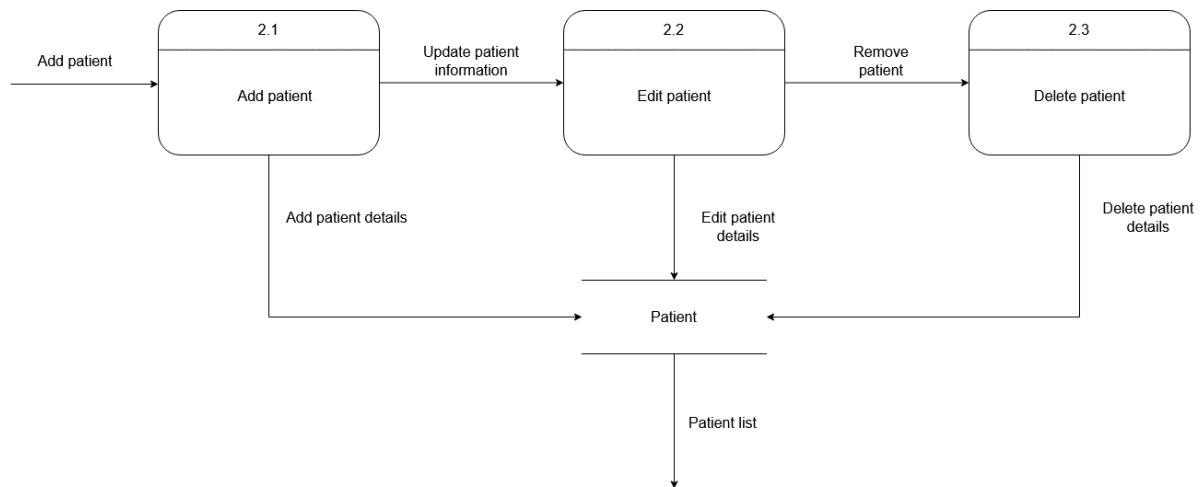 2.1
2.2
2.3
Add patient
Update patient
information
Remove
patient
Add patient
Edit patient
Delete patient
Add patient details
Edit patient
details
Delete patient
details
Patient
Patient list